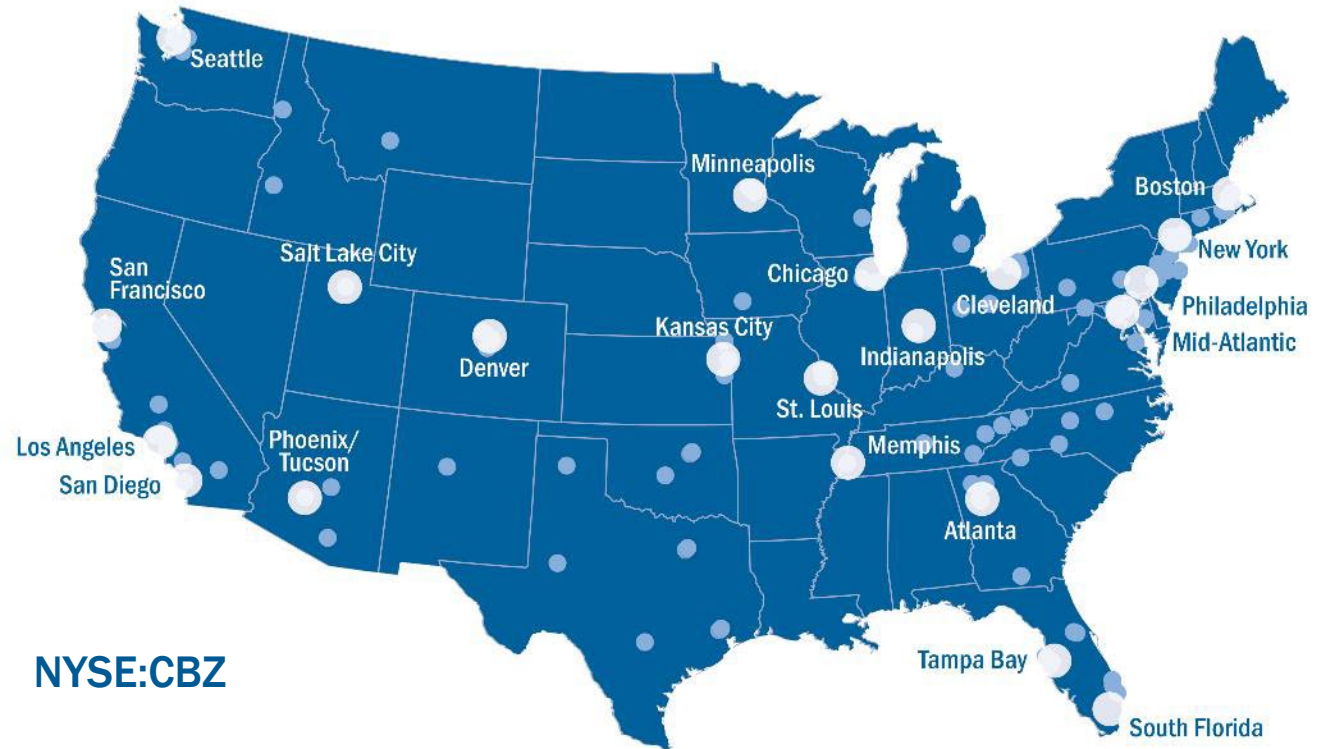 Seattle
Minneapolis
Boston
Salt Lake City
New York
San
Francisco
Chicago
Cleveland
Philadelphia
Kansas City
Mid-Atlantic
Indianapolis
Denver
St. Louis
Los Angeles
Phoenix/
Tucson
Memphis
San Diego
Atlanta
NYSE:CBZ
Tampa Bay
South Florida